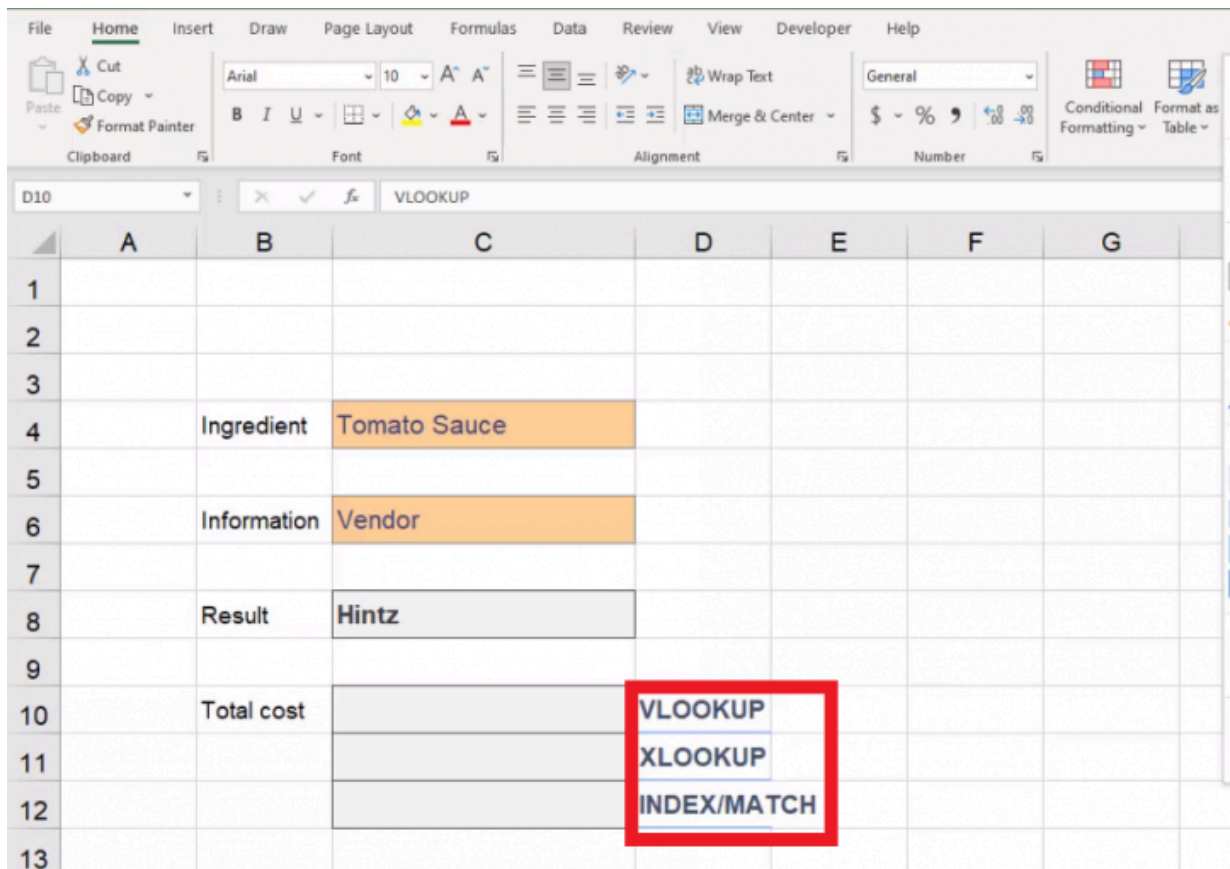 File Home Insert Draw Page Layout Formulas Data Review View Developer Help
Cut
Copy
Paste
Format Painter
Arial 10 A A
B I U A
Wrap Text
Merge & Center
General
$ % 9
Conditional Formatting
Format as Table
Clipboard Font Alignment Number
D10 fx VLOOKUP
A B C D E F G
1
2
3
4 Ingredient Tomato Sauce
5
6 Information Vendor
7
8 Result Hintz
9
10 Total cost VLOOKUP
11 XLOOKUP
12 INDEX/MATCH
13